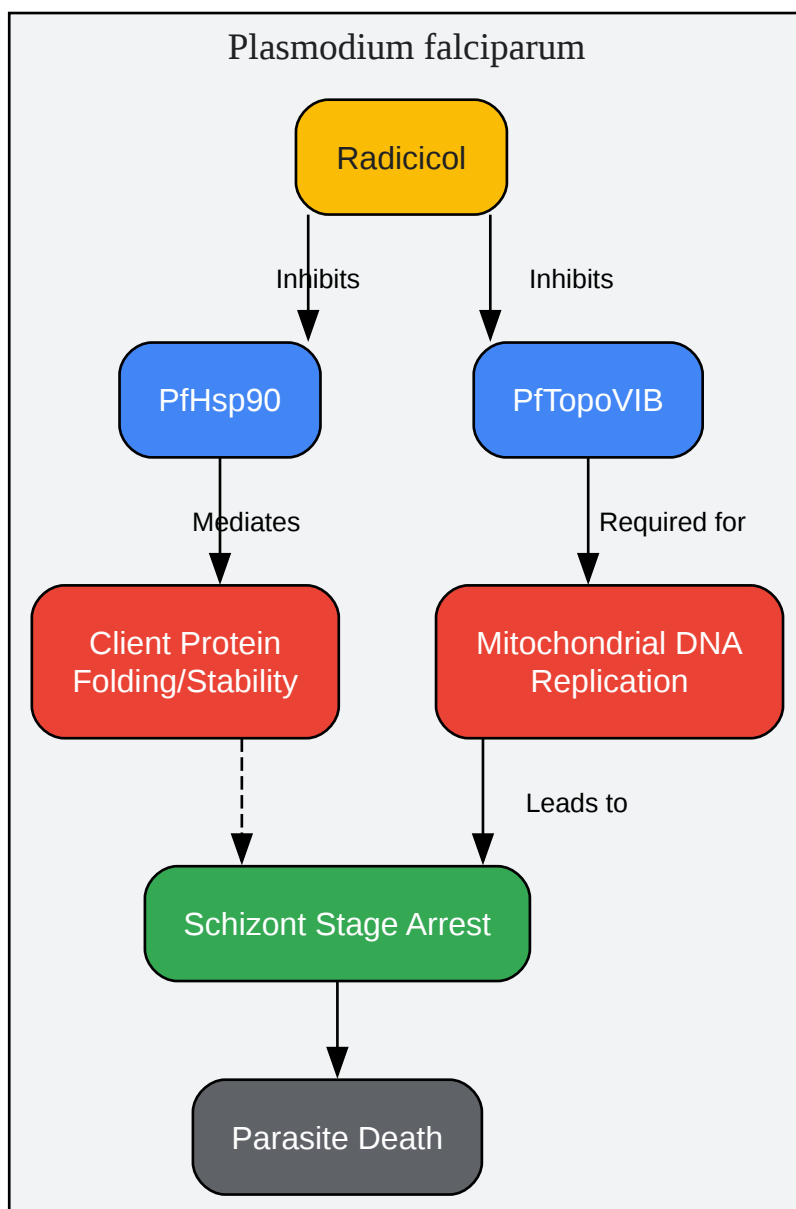 Plasmodium falciparum
Radicicol
Inhibits
Inhibits
PfHsp90
PfTopoVIB
Mediates
Required for
Client Protein
Folding/Stability
Mitochondrial DNA
Replication
Leads to
Schizont Stage Arrest
Parasite Death